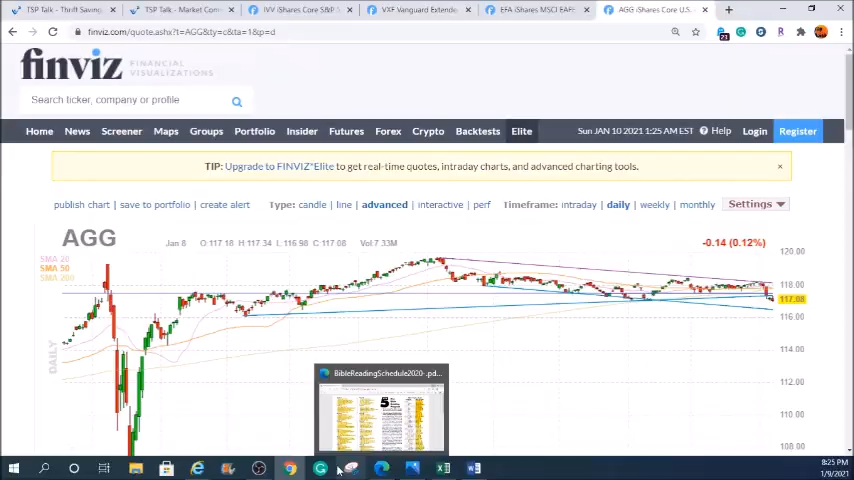 TSP Talk - Thrift Saving
TSP Talk - Market Com
IVV iShares Core S&P 5
VXF Vanguard Extende
EFA iShares MSCI EAFE
AGG iShares Core U.S.
finviz.com/quote.ashx?t=AGG&ty=c&ta=1&p=d
21
finviz
FINANCIAL
VISUALIZATIONS
Search ticker, company or profile
Home News Screener Maps Groups Portfolio Insider Futures Forex Crypto Backtests Elite Sun JAN 10 2021 1:25 AM EST Help Login Register
TIP: Upgrade to FINVIZ*Elite to get real-time quotes, intraday charts, and advanced charting tools. ×
publish chart | save to portfolio | create alert Type: candle | line | advanced | interactive | perf Timeframe: intraday | daily | weekly | monthly Settings
AGG Jan 8 O:117.18 H:117.34 L:116.98 C:117.08 Vol:7.33M -0.14 (0.12%)
SMA 20
SMA 50
SMA 200
120.00
118.00
117.08
116.00
114.00
112.00
110.00
108.00
DAILY
BibleReadingSchedule2020-.pd...
5
8:25 PM
1/9/2021